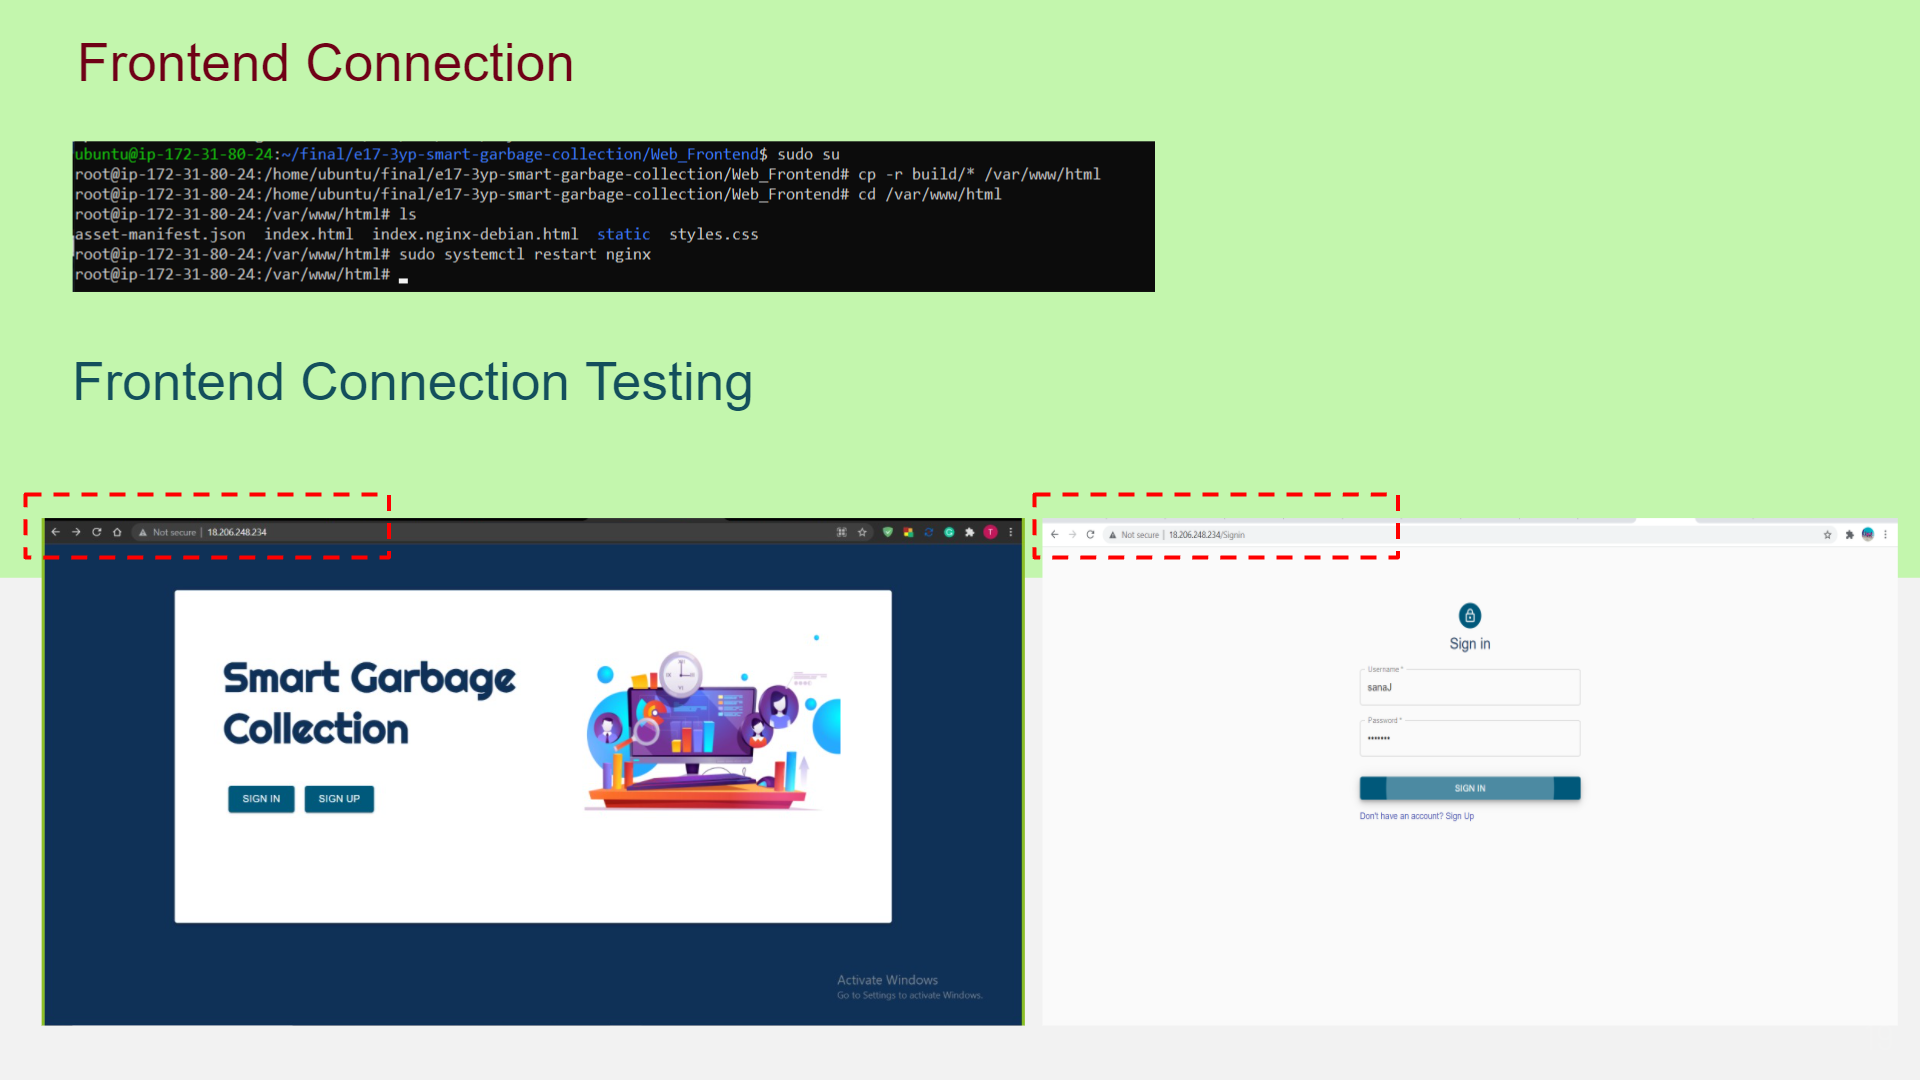 Frontend Connection
ubuntu@ip-172-31-80-24:~/final/e17-3yp-smart-garbage-collection/Web_Frontend$ sudo su
root@ip-172-31-80-24:/home/ubuntu/final/e17-3yp-smart-garbage-collection/Web_Frontend# cp -r build/* /var/www/html
root@ip-172-31-80-24:/home/ubuntu/final/e17-3yp-smart-garbage-collection/Web_Frontend# cd /var/www/html
root@ip-172-31-80-24:/var/www/html# ls
asset-manifest.json  index.html  index.nginx-debian.html  static  styles.css
root@ip-172-31-80-24:/var/www/html# sudo systemctl restart nginx
root@ip-172-31-80-24:/var/www/html#
Frontend Connection Testing
Not secure | 18.206.248.234
T
Smart Garbage
Collection
SIGN IN
SIGN UP
Activate Windows
Go to Settings to activate Windows.
Not secure | 18.206.248.234/Signin
Sign in
Username *
sanaJ
Password *
•••••••
SIGN IN
Don't have an account? Sign Up